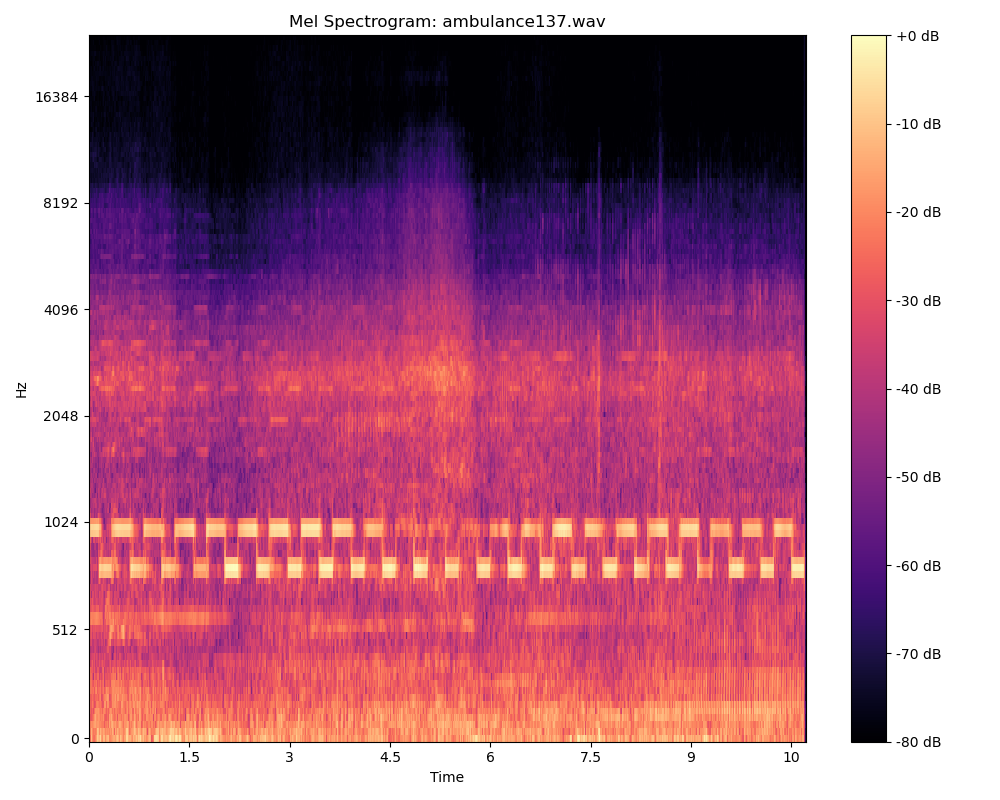 Mel Spectrogram: ambulance137.wav
+0 dB
16384
-10 dB
8192
-20 dB
4096
-30 dB
Hz
-40 dB
2048
-50 dB
1024
-60 dB
512
-70 dB
0
-80 dB
0 1.5 3 4.5 6 7.5 9 10
Time